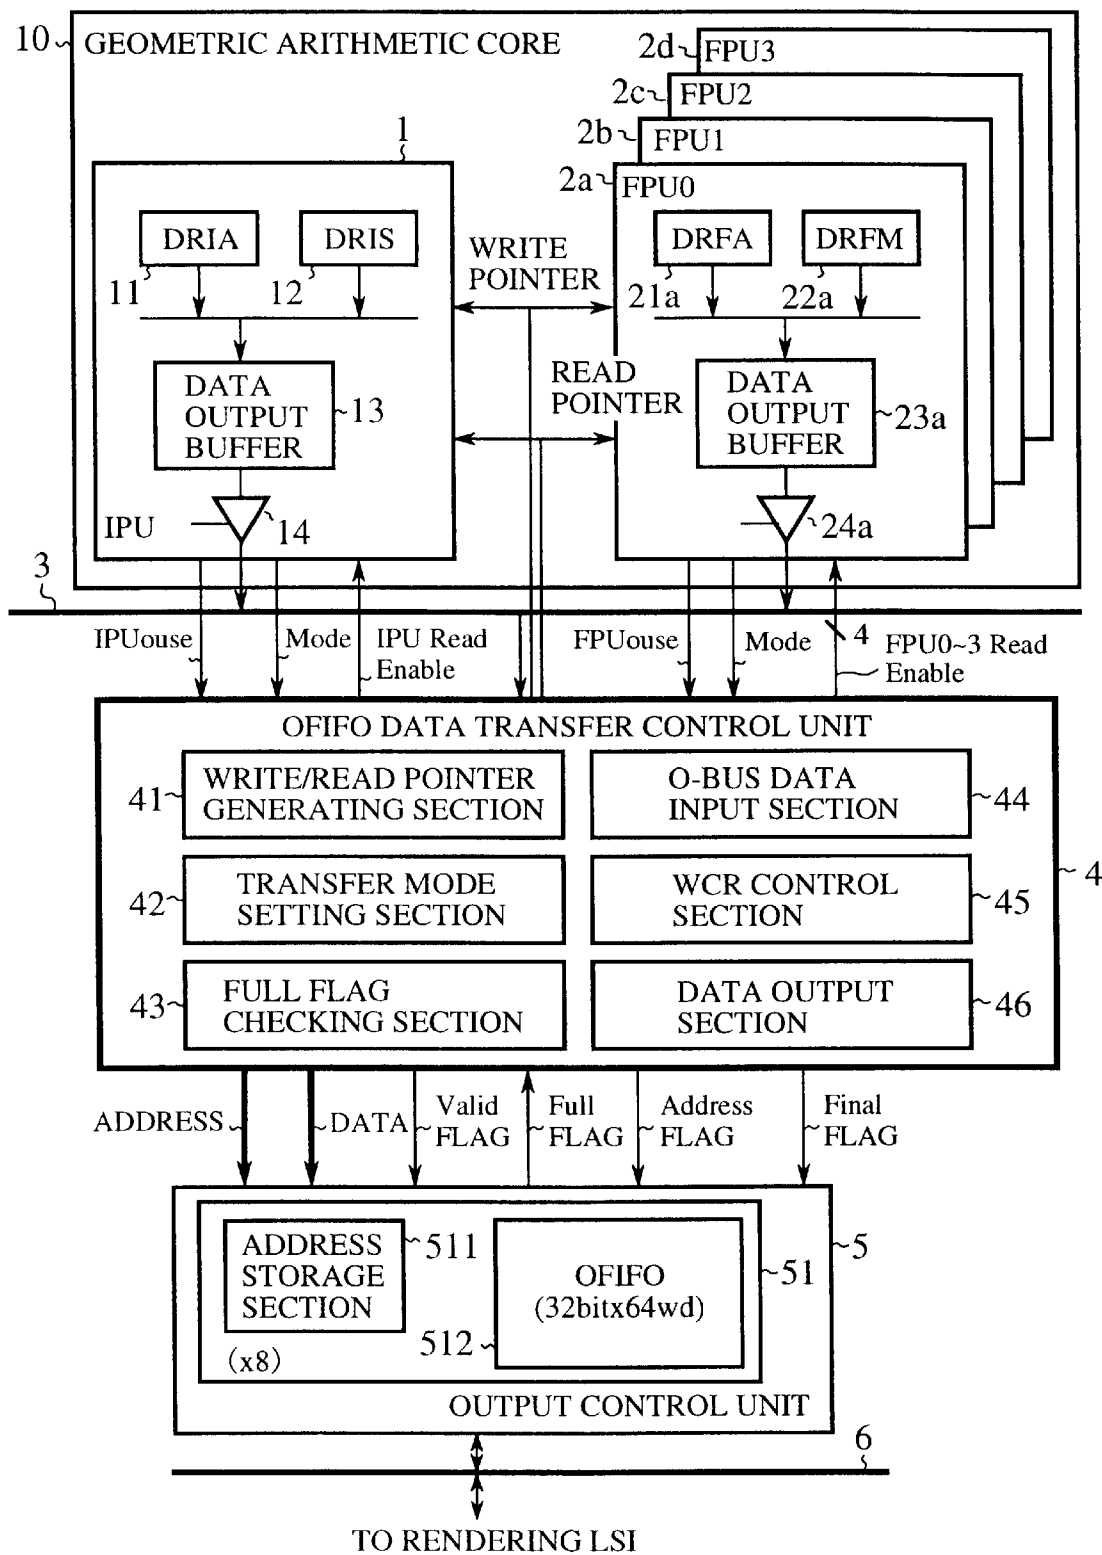 10
GEOMETRIC ARITHMETIC CORE
2d
FPU3
2c
FPU2
2b
FPU1
2a
FPU0
1
DRIA
DRIS
11
12
WRITE
POINTER
DRFA
DRFM
21a
22a
READ
POINTER
DATA
OUTPUT
BUFFER
13
DATA
OUTPUT
BUFFER
23a
IPU
14
24a
3
IPUouse
Mode
IPU Read
Enable
FPUouse
Mode
4
FPU0~3 Read
Enable
OFIFO DATA TRANSFER CONTROL UNIT
41
WRITE/READ POINTER
GENERATING SECTION
O-BUS DATA
INPUT SECTION
44
42
TRANSFER MODE
SETTING SECTION
WCR CONTROL
SECTION
45
4
43
FULL FLAG
CHECKING SECTION
DATA OUTPUT
SECTION
46
ADDRESS
DATA
Valid
FLAG
Full
FLAG
Address
FLAG
Final
FLAG
ADDRESS
STORAGE
SECTION
511
OFIFO
(32bitx64wd)
512
51
5
(x8)
OUTPUT CONTROL UNIT
6
TO RENDERING LSI